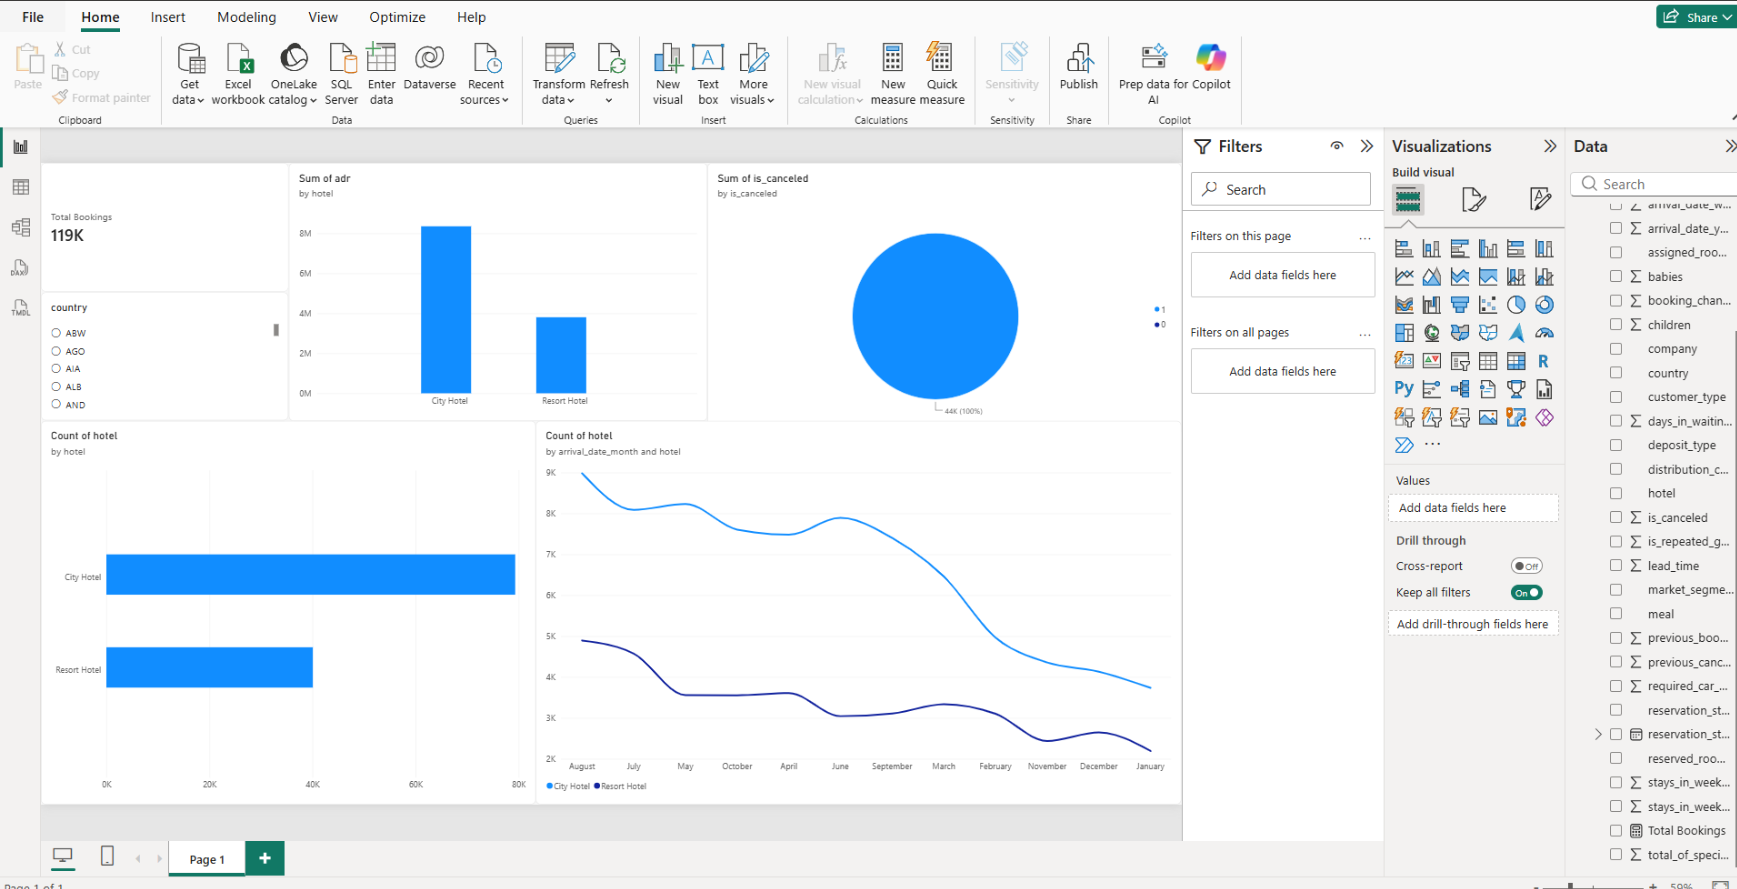 File Home Insert Modeling View Optimize Help Share
Paste
Cut
Copy
Format painter
Clipboard
Get data
Excel workbook
OneLake catalog
SQL Server
Enter data
Dataverse
Recent sources
Data
Transform data
Refresh
Queries
New visual
Text box
More visuals
Insert
New visual calculation
New measure
Quick measure
Calculations
Sensitivity
Sensitivity
Publish
Share
Prep data for AI
Copilot
Copilot
DAX
TMDL
Total Bookings
119K
country
ABW
AGO
AIA
ALB
AND
Sum of adr
by hotel
8M
6M
4M
2M
0M
City Hotel Resort Hotel
Sum of is_canceled
by is_canceled
1
0
44K (100%)
Count of hotel
by hotel
City Hotel
Resort Hotel
0K 20K 40K 60K 80K
Count of hotel
by arrival_date_month and hotel
9K
8K
7K
6K
5K
4K
3K
2K
August July May October April June September March February November December January
City Hotel Resort Hotel
Filters
Search
Filters on this page ...
Add data fields here
Filters on all pages ...
Add data fields here
Visualizations
Build visual
123
R
Py
...
Values
Add data fields here
Drill through
Cross-report Off
Keep all filters On
Add drill-through fields here
Data
Search
arrival_date_w...
arrival_date_y...
assigned_roo...
babies
booking_chan...
children
company
country
customer_type
days_in_waitin...
deposit_type
distribution_c...
hotel
is_canceled
is_repeated_g...
lead_time
market_segme...
meal
previous_boo...
previous_canc...
required_car_...
reservation_st...
reservation_st...
reserved_roo...
stays_in_week...
stays_in_week...
Total Bookings
total_of_speci...
Page 1
Page 1 of 1
59%